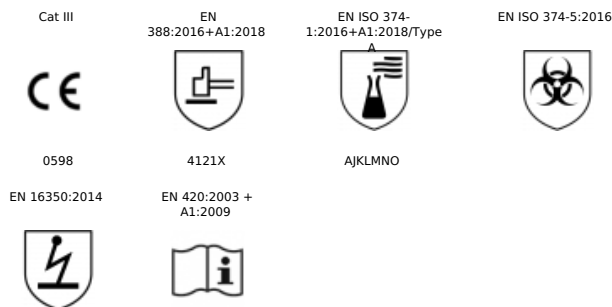 Cat III
EN
388:2016+A1:2018
EN ISO 374-
1:2016+A1:2018/Type
A
EN ISO 374-5:2016
CE
0598
4121X
AJKLMNO
EN 16350:2014
EN 420:2003 +
A1:2009
i